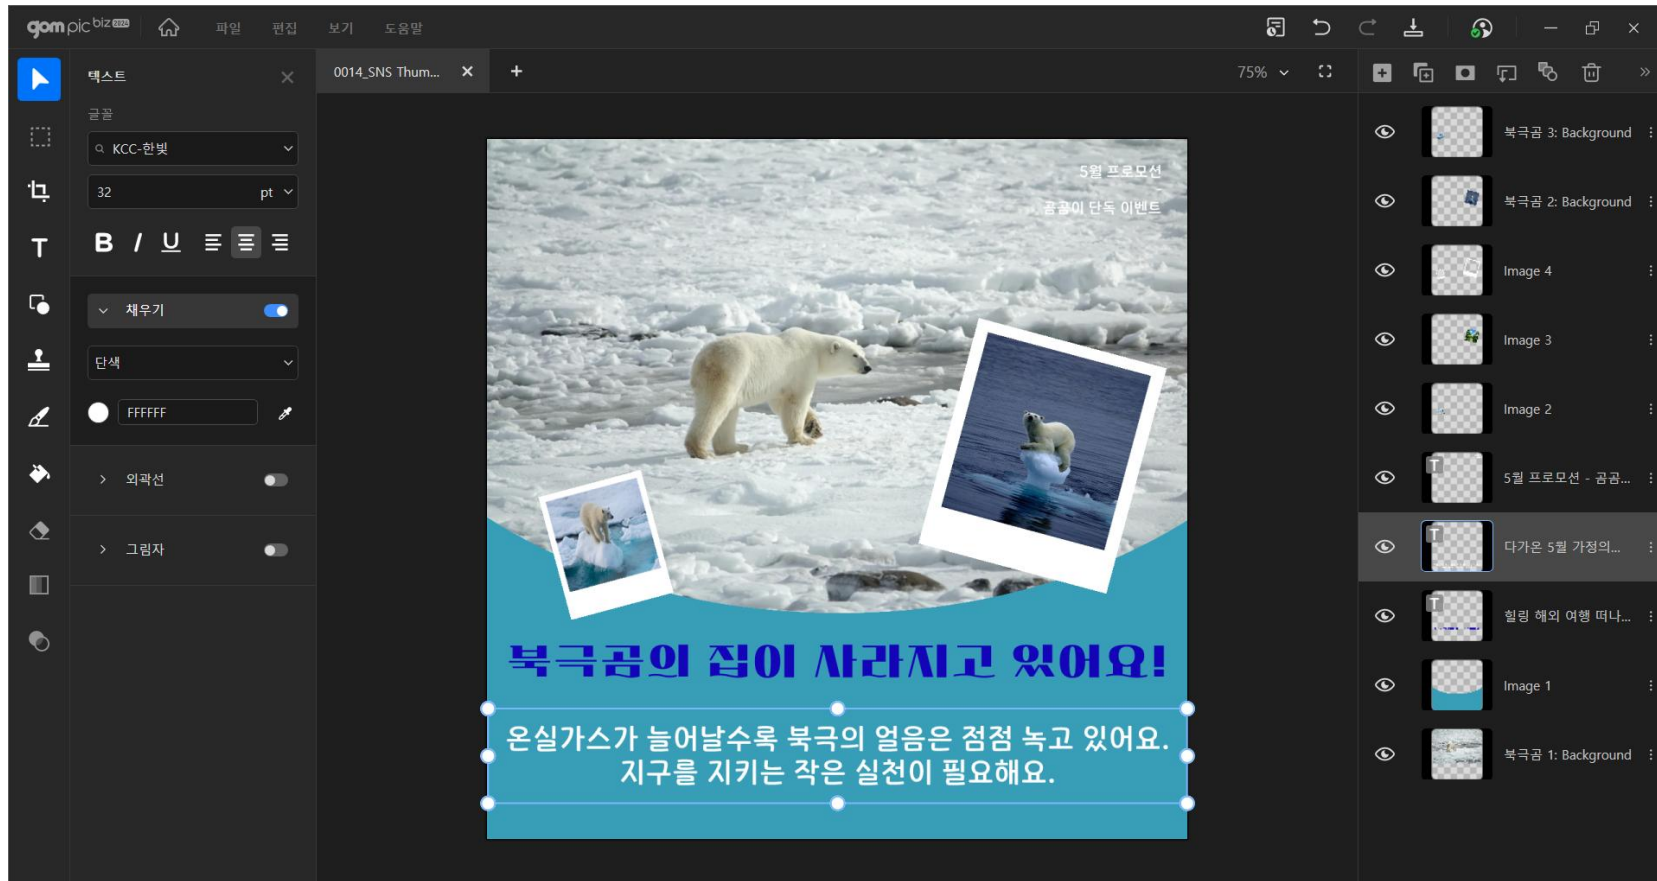 gom pic biz 2024
파일 편집 보기 도움말
텍스트
글꼴
KCC-한빛
32 pt
B I U
채우기
단색
FFFFFF
외곽선
그림자
0014_SNS Thum...
75%
5월 프로모션
-
곰곰이 단독 이벤트
북극곰의 집이 사라지고 있어요!
온실가스가 늘어날수록 북극의 얼음은 점점 녹고 있어요.
지구를 지키는 작은 실천이 필요해요.
북극곰 3: Background
북극곰 2: Background
Image 4
Image 3
Image 2
T
5월 프로모션 - 곰곰...
T
다가온 5월 가정의...
T
힐링 해외 여행 떠나...
Image 1
북극곰 1: Background